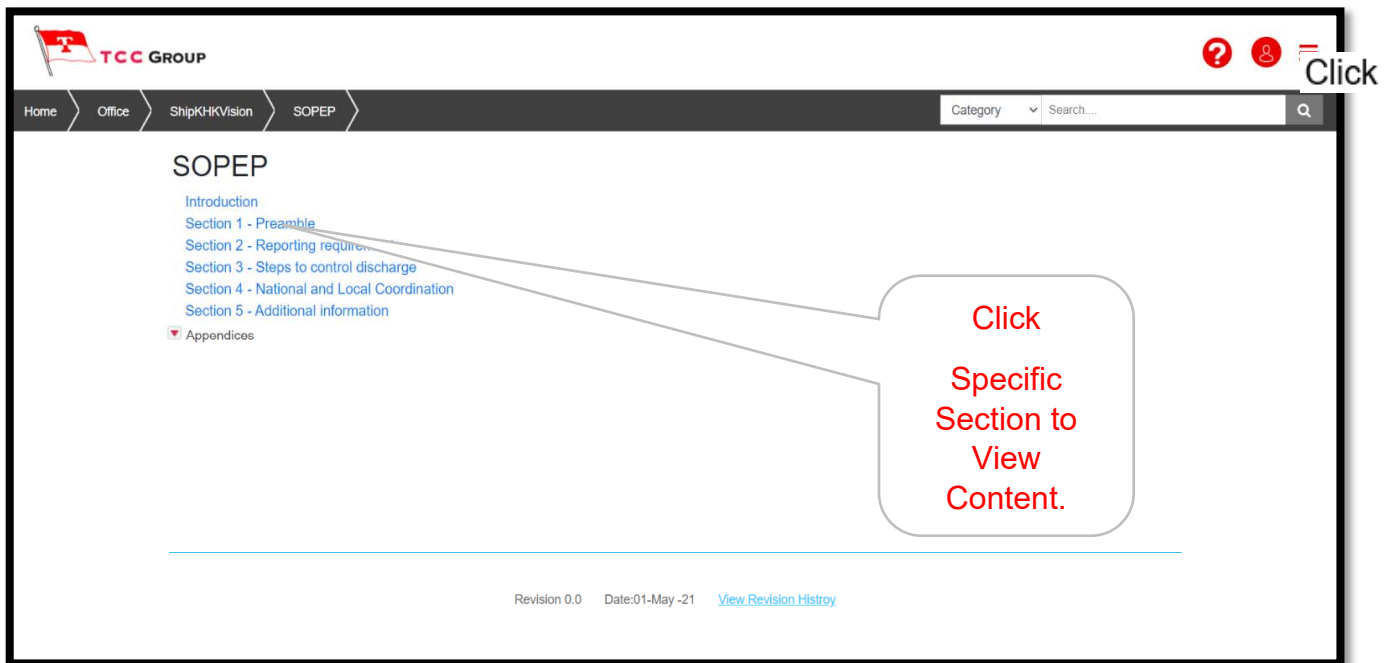 T
TCC GROUP
?
Click
Home Office ShipKHKVision SOPEP
Category Search....
SOPEP
Introduction
Section 1 - Preamble
Section 2 - Reporting
Section 3 - Steps to control discharge
Section 4 - National and Local Coordination
Section 5 - Additional information
Appendices
Click
Specific
Section to
View
Content.
Revision 0.0 Date:01-May -21 View Revision Histroy